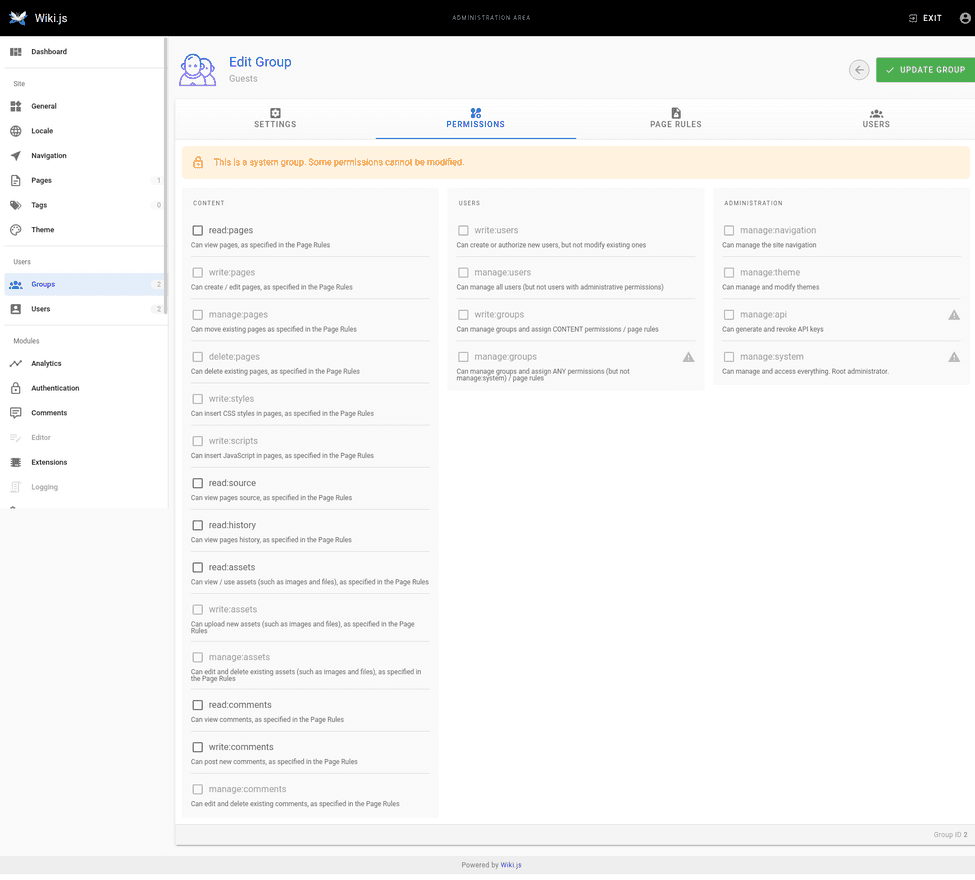 Wiki.js
ADMINISTRATION AREA
EXIT
Dashboard
Site
General
Locale
Navigation
Pages 1
Tags 0
Theme
Users
Groups 2
Users 2
Modules
Analytics
Authentication
Comments
Editor
Extensions
Logging
Edit Group
Guests
UPDATE GROUP
SETTINGS
PERMISSIONS
PAGE RULES
USERS
This is a system group. Some permissions cannot be modified.
CONTENT
read:pages
Can view pages, as specified in the Page Rules
write:pages
Can create / edit pages, as specified in the Page Rules
manage:pages
Can move existing pages as specified in the Page Rules
delete:pages
Can delete existing pages, as specified in the Page Rules
write:styles
Can insert CSS styles in pages, as specified in the Page Rules
write:scripts
Can insert JavaScript in pages, as specified in the Page Rules
read:source
Can view pages source, as specified in the Page Rules
read:history
Can view pages history, as specified in the Page Rules
read:assets
Can view / use assets (such as images and files), as specified in the Page Rules
write:assets
Can upload new assets (such as images and files), as specified in the Page
Rules
manage:assets
Can edit and delete existing assets (such as images and files), as specified in
the Page Rules
read:comments
Can view comments, as specified in the Page Rules
write:comments
Can post new comments, as specified in the Page Rules
manage:comments
Can edit and delete existing comments, as specified in the Page Rules
USERS
write:users
Can create or authorize new users, but not modify existing ones
manage:users
Can manage all users (but not users with administrative permissions)
write:groups
Can manage groups and assign CONTENT permissions / page rules
manage:groups
Can manage groups and assign ANY permissions (but not
manage:system) / page rules
ADMINISTRATION
manage:navigation
Can manage the site navigation
manage:theme
Can manage and modify themes
manage:api
Can generate and revoke API keys
manage:system
Can manage and access everything. Root administrator.
Group ID 2
Powered by Wiki.js